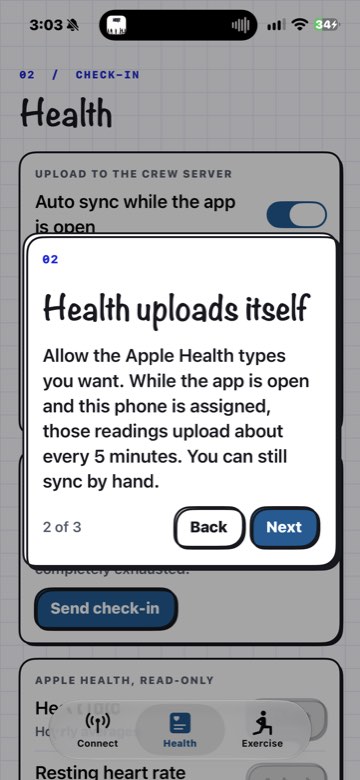 3:03
34
02 / CHECK-IN
Health
UPLOAD TO THE CREW SERVER
Auto sync while the app
is open
02
Health uploads itself
Allow the Apple Health types
you want. While the app is open
and this phone is assigned,
those readings upload about
every 5 minutes. You can still
sync by hand.
2 of 3
Back
Next
completely exhausted.
Send check-in
APPLE HEALTH, READ-ONLY
Connect
Health
Exercise
Resting heart rate